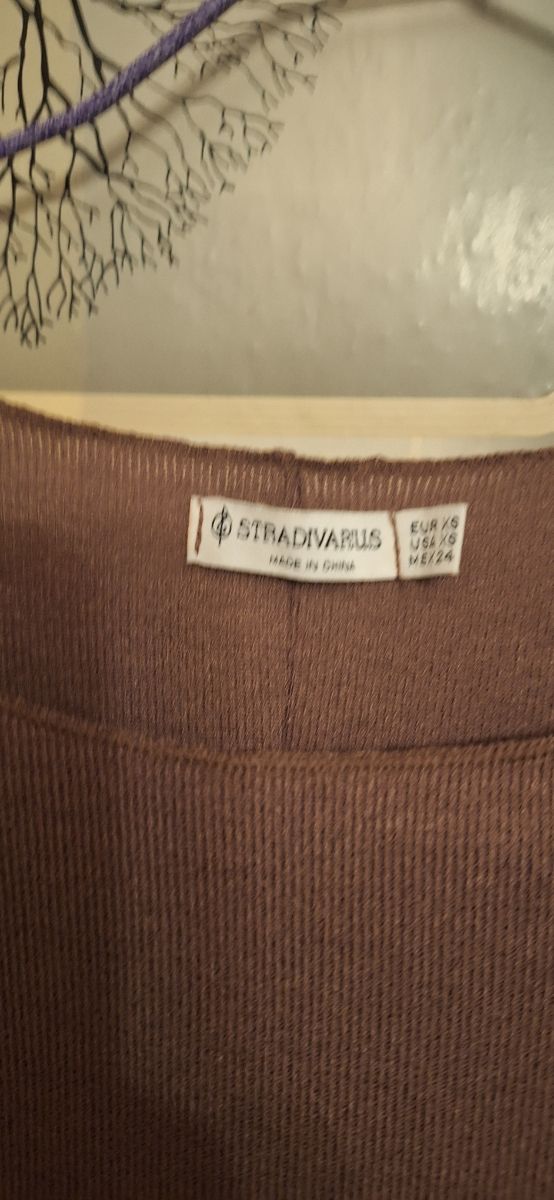 STRADIVARIUS
MADE IN CHINA
EUR XS
USA XS
MEX 24